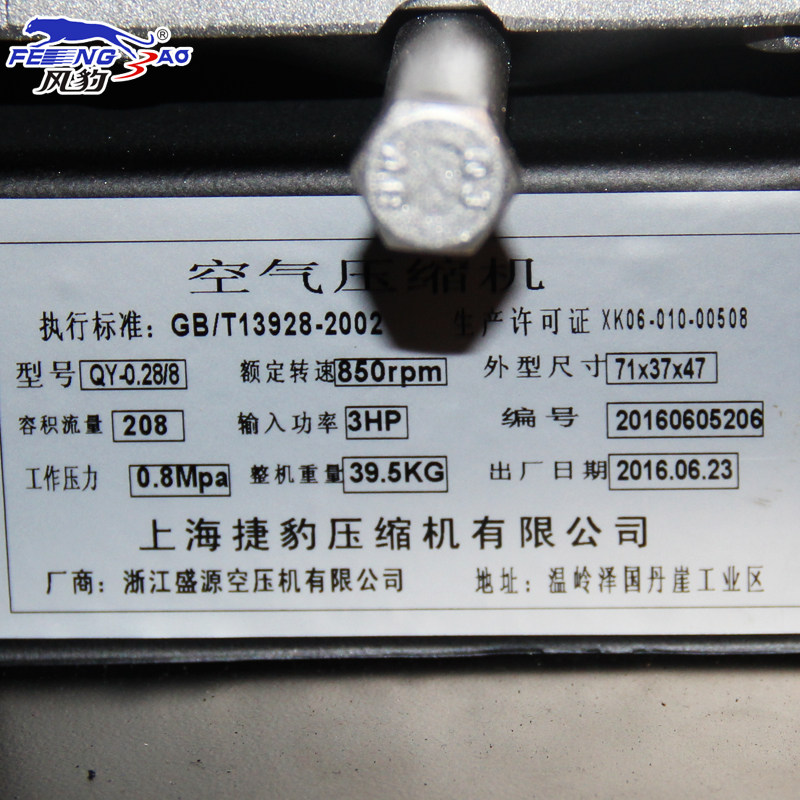 FENG BAO ®
风豹
空气压缩机
执行标准：GB/T13928-2002 生产许可证 XK06-010-00508
型号 QY-0.28/8 额定转速 850rpm 外型尺寸 71x37x47
容积流量 208 输入功率 3HP 编号 20160605206
工作压力 0.8Mpa 整机重量 39.5KG 出厂日期 2016.06.23
上海捷豹压缩机有限公司
厂商：浙江盛源空压机有限公司 地址：温岭泽国丹崖工业区